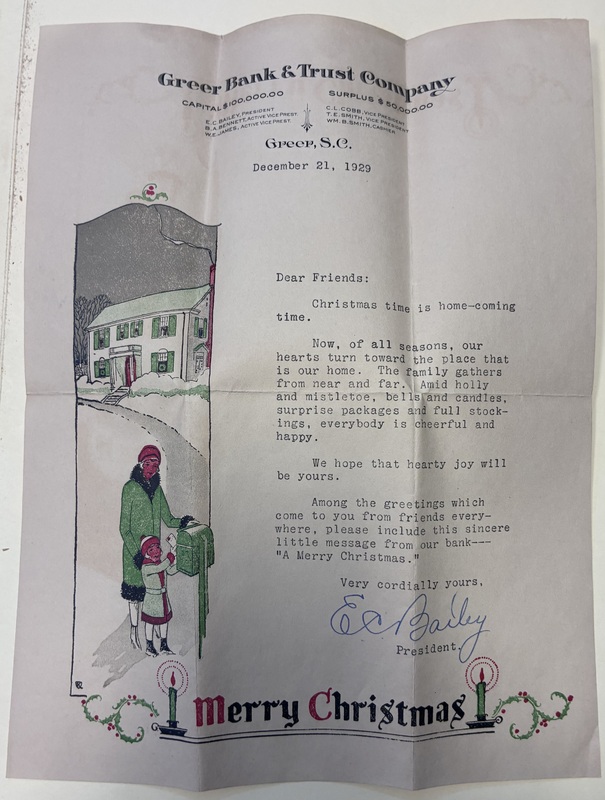 Greer Bank & Trust Company
CAPITAL $100,000.00 SURPLUS $50,000.00
E.C. BAILEY, PRESIDENT
B.A. BENNETT, ACTIVE VICE PREST.
W.E. JAMES, ACTIVE VICE PREST.
C.L. COBB, VICE PRESIDENT
T.E. SMITH, VICE PRESIDENT
WM. B. SMITH, CASHIER
Greer, S.C.
December 21, 1929
Dear Friends:
Christmas time is home-coming
time.
Now, of all seasons, our
hearts turn toward the place that
is our home. The family gathers
from near and far. Amid holly
and mistletoe, bells and candles,
surprise packages and full stock-
ings, everybody is cheerful and
happy.
We hope that hearty joy will
be yours.
Among the greetings which
come to you from friends every-
where, please include this sincere
little message from our bank---
"A Merry Christmas."
Very cordially yours,
E C Bailey
President.
Merry Christmas